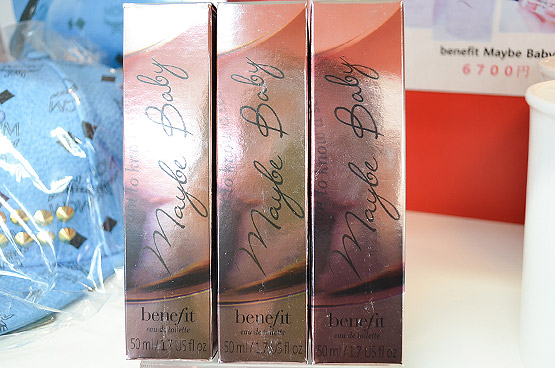 Maybe Baby
benefit
eau de toilette
50 ml / 1.7 US fl oz
Maybe Baby
benefit
eau de toilette
50 ml / 1.7 US fl oz
Maybe Baby
benefit
eau de toilette
50 ml / 1.7 US fl oz
benefit Maybe Baby
6700円